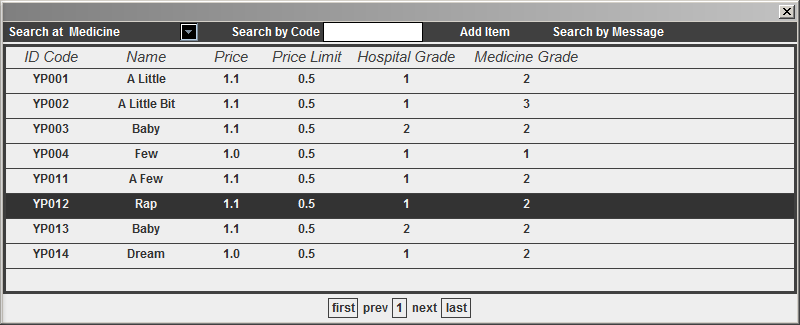 Search at Medicine Search by Code Add Item Search by Message
ID Code Name Price Price Limit Hospital Grade Medicine Grade
YP001 A Little 1.1 0.5 1 2
YP002 A Little Bit 1.1 0.5 1 3
YP003 Baby 1.1 0.5 2 2
YP004 Few 1.0 0.5 1 1
YP011 A Few 1.1 0.5 1 2
YP012 Rap 1.1 0.5 1 2
YP013 Baby 1.1 0.5 2 2
YP014 Dream 1.0 0.5 1 2
first prev 1 next last